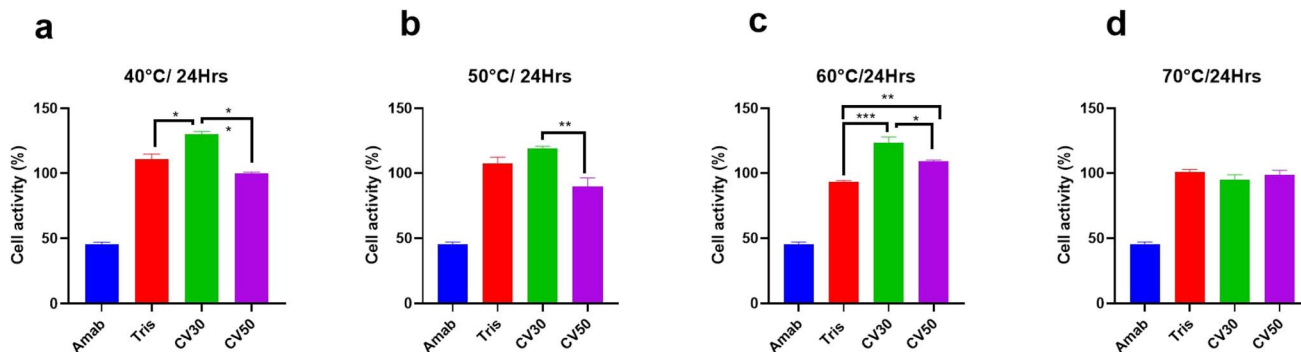 a
40°C/ 24Hrs
Cell activity (%)
150
100
50
0
*
*
*
Amab
Tris
CV30
CV50
b
50°C/ 24Hrs
Cell activity (%)
150
100
50
0
**
Amab
Tris
CV30
CV50
c
60°C/24Hrs
Cell activity (%)
150
100
50
0
**
***
*
Amab
Tris
CV30
CV50
d
70°C/24Hrs
Cell activity (%)
150
100
50
0
Amab
Tris
CV30
CV50